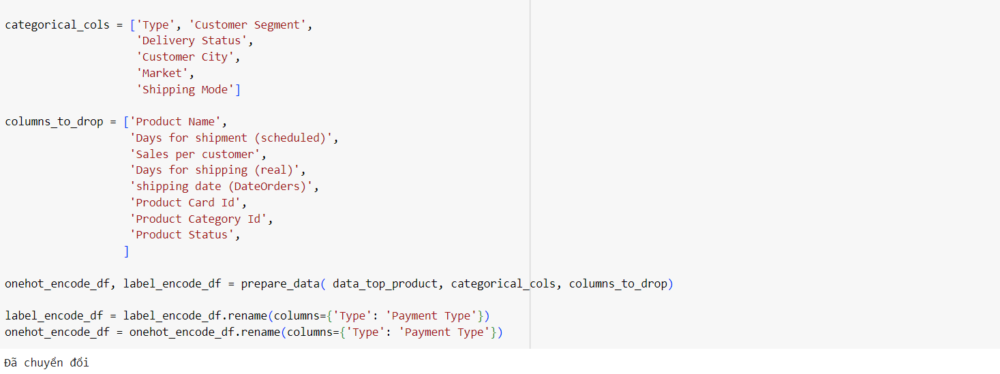 categorical_cols = ['Type', 'Customer Segment',
'Delivery Status',
'Customer City',
'Market',
'Shipping Mode']
columns_to_drop = ['Product Name',
'Days for shipment (scheduled)',
'Sales per customer',
'Days for shipping (real)',
'shipping date (DateOrders)',
'Product Card Id',
'Product Category Id',
'Product Status',
]
onehot_encode_df, label_encode_df = prepare_data( data_top_product, categorical_cols, columns_to_drop)
label_encode_df = label_encode_df.rename(columns={'Type': 'Payment Type'})
onehot_encode_df = onehot_encode_df.rename(columns={'Type': 'Payment Type'})
Đã chuyển đổi